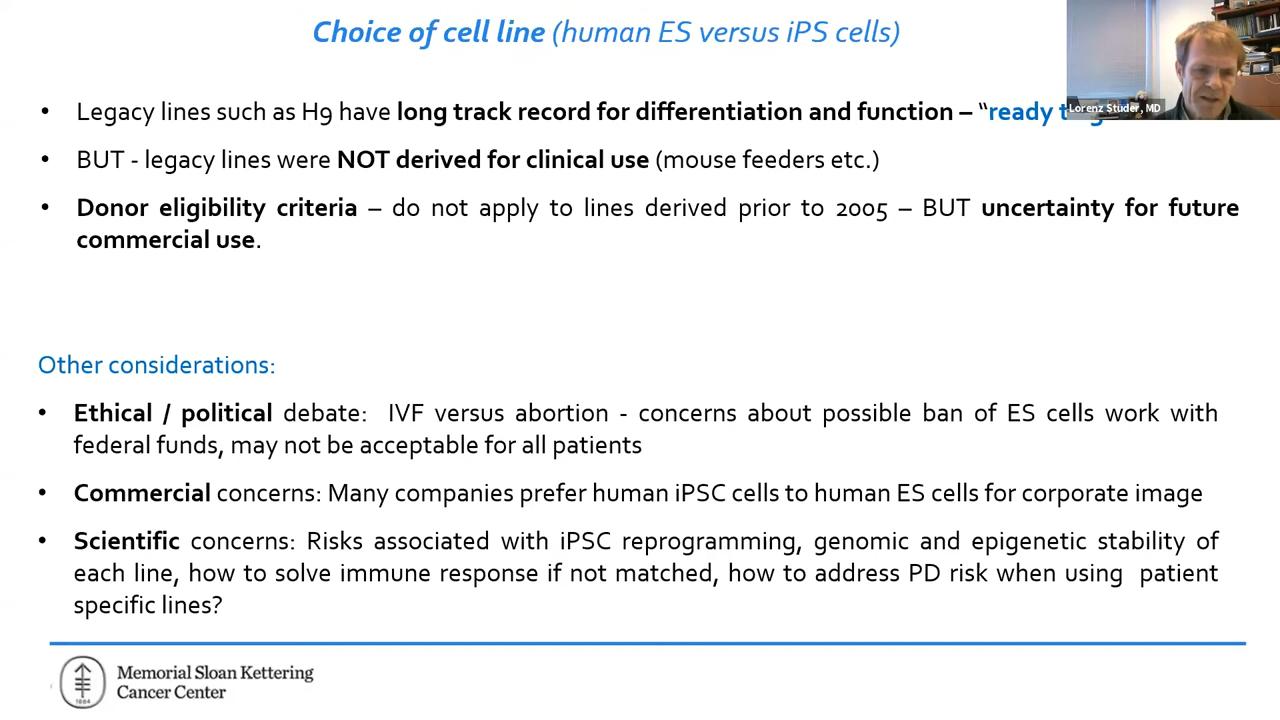 Choice of cell line (human ES versus iPS cells)
Lorenz Studer, MD
• Legacy lines such as H9 have long track record for differentiation and function – “ready
• BUT - legacy lines were NOT derived for clinical use (mouse feeders etc.)
• Donor eligibility criteria – do not apply to lines derived prior to 2005 – BUT uncertainty for future
commercial use.
Other considerations:
• Ethical / political debate: IVF versus abortion - concerns about possible ban of ES cells work with
federal funds, may not be acceptable for all patients
• Commercial concerns: Many companies prefer human iPSC cells to human ES cells for corporate image
• Scientific concerns: Risks associated with iPSC reprogramming, genomic and epigenetic stability of
each line, how to solve immune response if not matched, how to address PD risk when using patient
specific lines?
1884
Memorial Sloan Kettering
Cancer Center